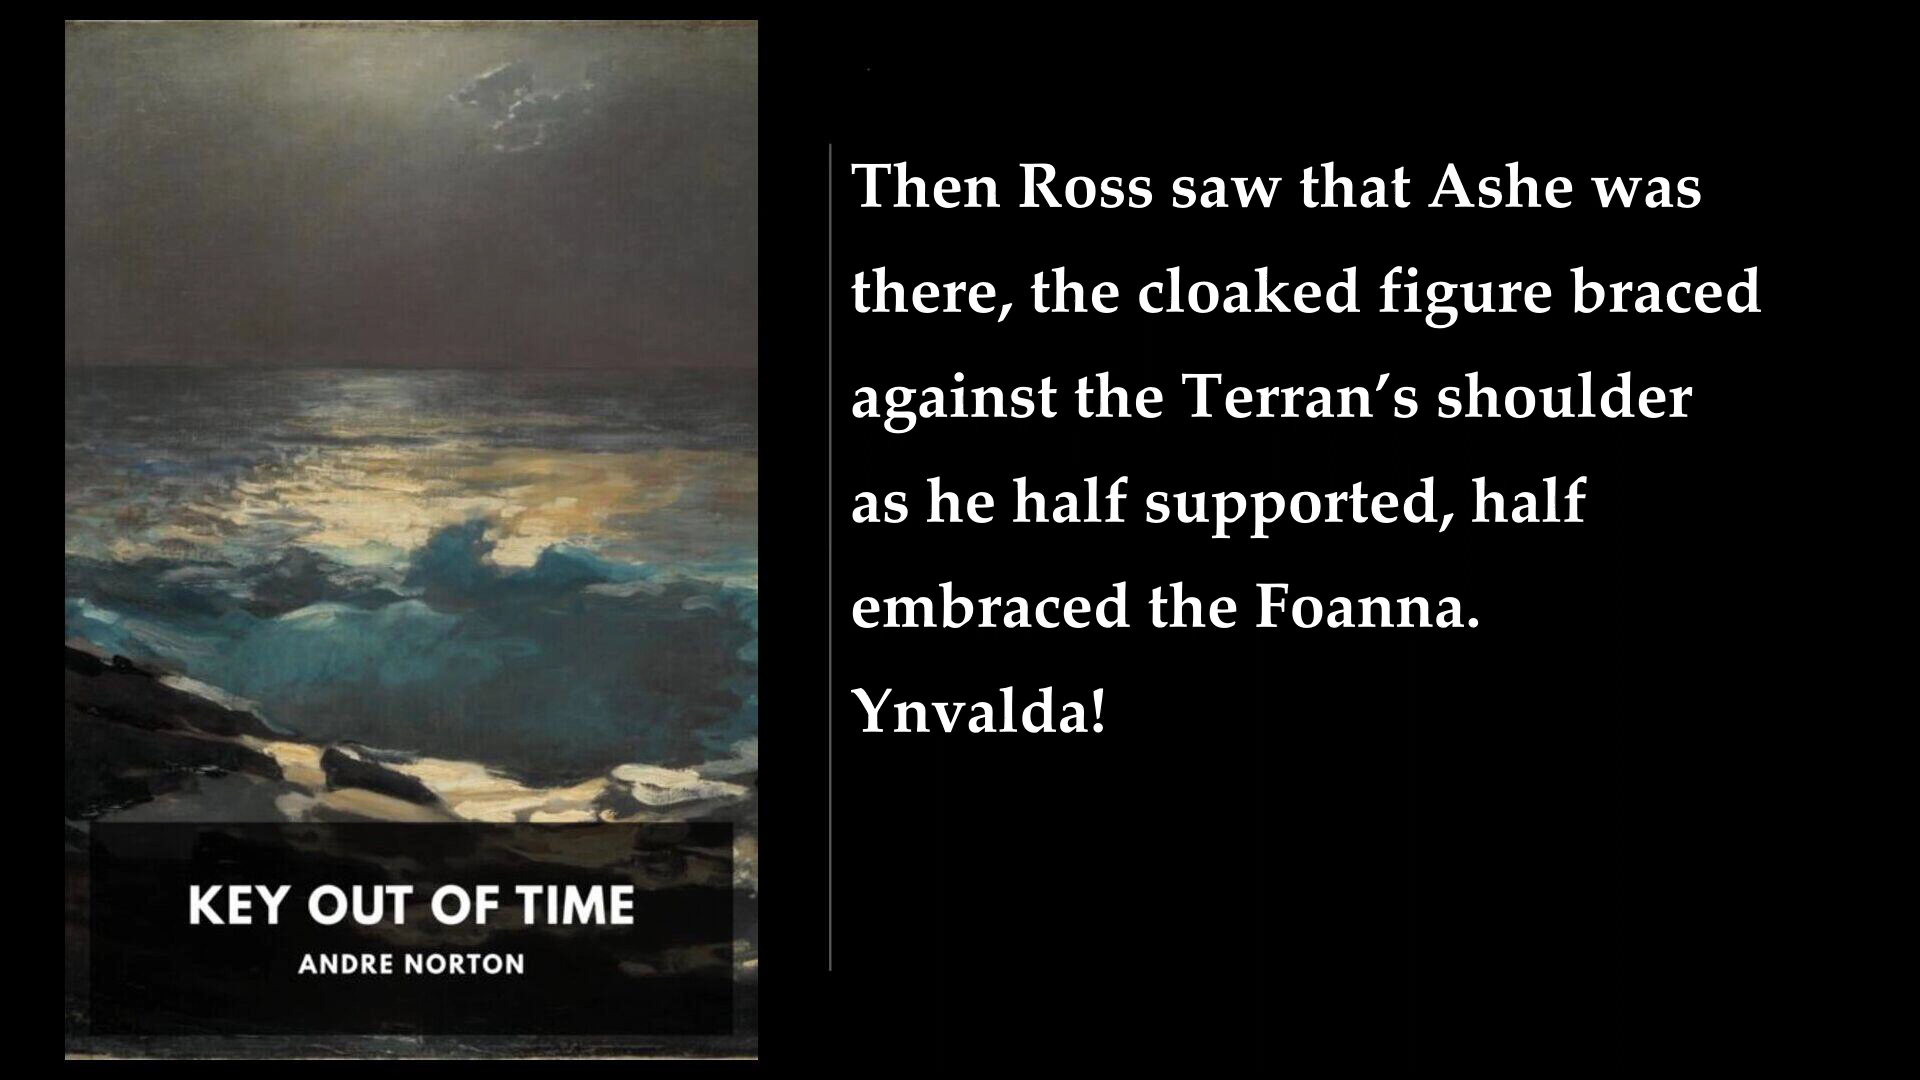 Then Ross saw that Ashe was
there, the cloaked figure braced
against the Terran’s shoulder
as he half supported, half
embraced the Foanna.
Ynvalda!
KEY OUT OF TIME
ANDRE NORTON